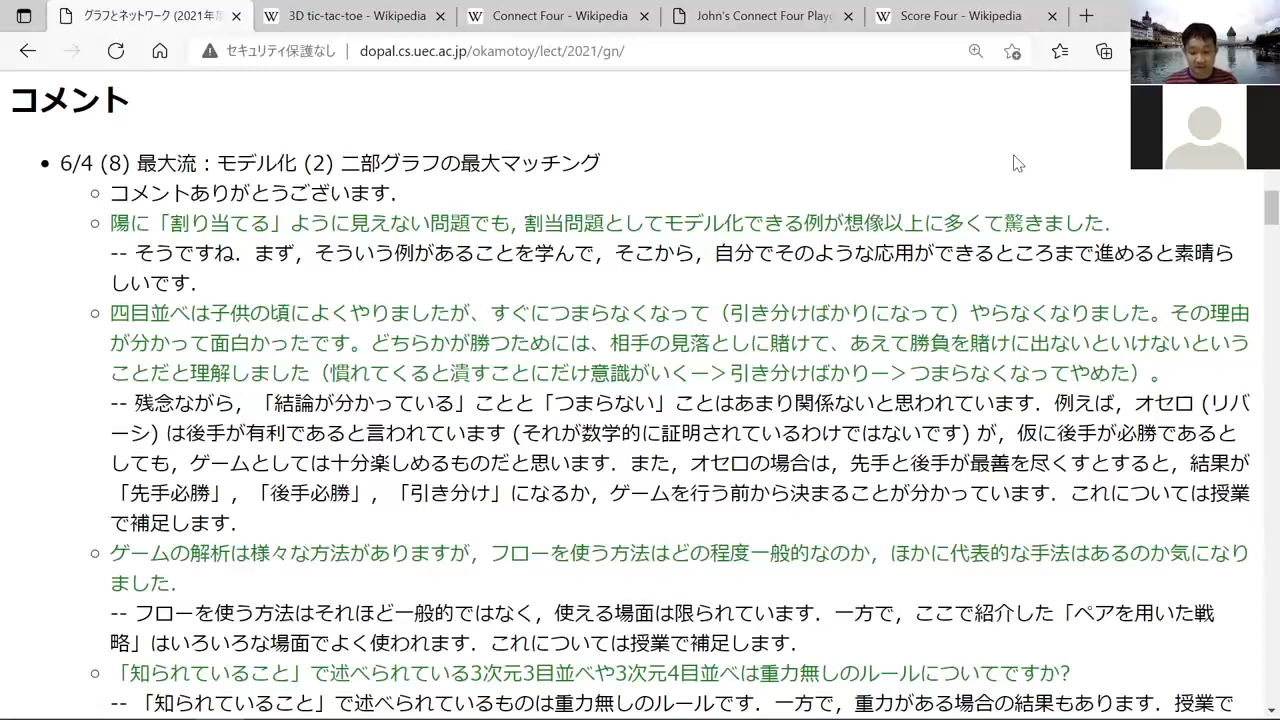 グラフとネットワーク (2021年度
3D tic-tac-toe - Wikipedia
Connect Four - Wikipedia
John's Connect Four Playg
Score Four - Wikipedia
セキュリティ保護なし
dopal.cs.uec.ac.jp/okamotoy/lect/2021/gn/
コメント
6/4 (8) 最大流：モデル化 (2) 二部グラフの最大マッチング
コメントありがとうございます．
陽に「割り当てる」ように見えない問題でも, 割当問題としてモデル化できる例が想像以上に多くて驚きました.
-- そうですね．まず，そういう例があることを学んで，そこから，自分でそのような応用ができるところまで進めると素晴ら
しいです．
四目並べは子供の頃によくやりましたが、すぐにつまらなくなって（引き分けばかりになって）やらなくなりました。その理由
が分かって面白かったです。どちらかが勝つためには、相手の見落としに賭けて、あえて勝負を賭けに出ないといけないという
ことだと理解しました（慣れてくると潰すことにだけ意識がいくー＞引き分けばかりー＞つまらなくなってやめた）。
-- 残念ながら，「結論が分かっている」ことと「つまらない」ことはあまり関係ないと思われています．例えば，オセロ (リバ
ーシ) は後手が有利であると言われています (それが数学的に証明されているわけではないです) が，仮に後手が必勝であると
しても，ゲームとしては十分楽しめるものだと思います．また，オセロの場合は，先手と後手が最善を尽くすとすると，結果が
「先手必勝」，「後手必勝」，「引き分け」になるか，ゲームを行う前から決まることが分かっています．これについては授業
で補足します．
ゲームの解析は様々な方法がありますが，フローを使う方法はどの程度一般的なのか，ほかに代表的な手法はあるのか気になり
ました．
-- フローを使う方法はそれほど一般的ではなく，使える場面は限られています．一方で，ここで紹介した「ペアを用いた戦
略」はいろいろな場面でよく使われます．これについては授業で補足します．
「知られていること」で述べられている3次元3目並べや3次元4目並べは重力無しのルールについてですか?
-- 「知られていること」で述べられているものは重力無しのルールです．一方で，重力がある場合の結果もあります．授業で